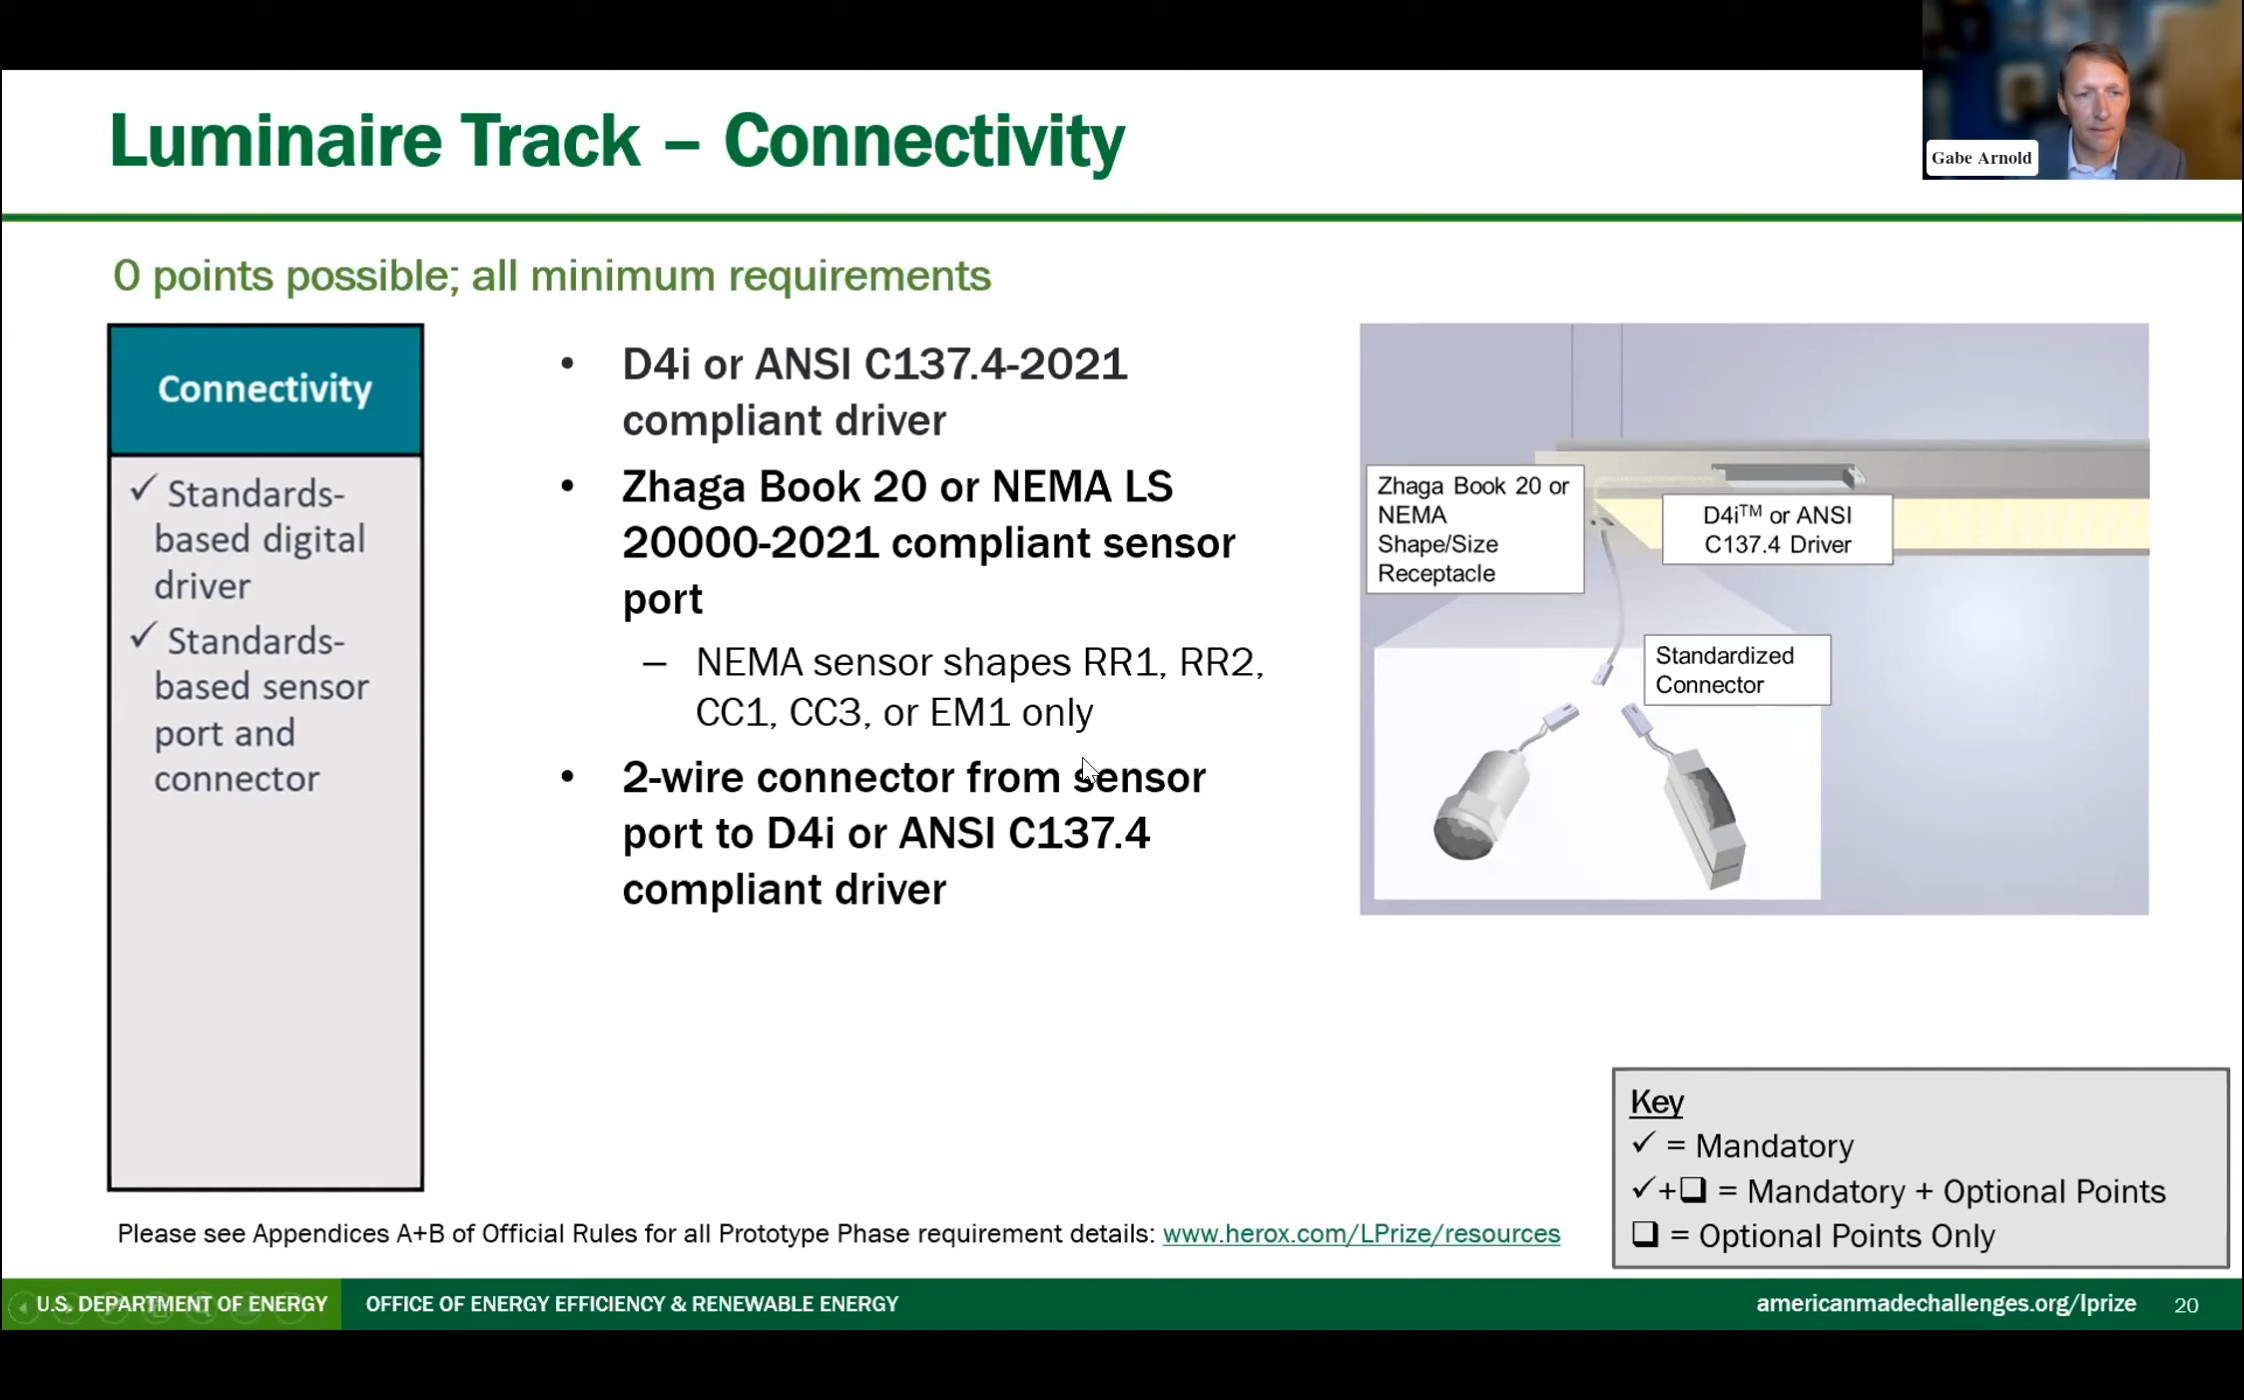 Luminaire Track – Connectivity
Gabe Arnold
0 points possible; all minimum requirements
Connectivity
✓ Standards-
based digital
driver
✓ Standards-
based sensor
port and
connector
• D4i or ANSI C137.4-2021
compliant driver
• Zhaga Book 20 or NEMA LS
20000-2021 compliant sensor
port
– NEMA sensor shapes RR1, RR2,
CC1, CC3, or EM1 only
• 2-wire connector from sensor
port to D4i or ANSI C137.4
compliant driver
Zhaga Book 20 or
NEMA
Shape/Size
Receptacle
D4i™ or ANSI
C137.4 Driver
Standardized
Connector
Key
✓ = Mandatory
✓+❑ = Mandatory + Optional Points
❑ = Optional Points Only
Please see Appendices A+B of Official Rules for all Prototype Phase requirement details: www.herox.com/LPrize/resources
U.S. DEPARTMENT OF ENERGY
OFFICE OF ENERGY EFFICIENCY & RENEWABLE ENERGY
americanmadechallenges.org/lprize
20